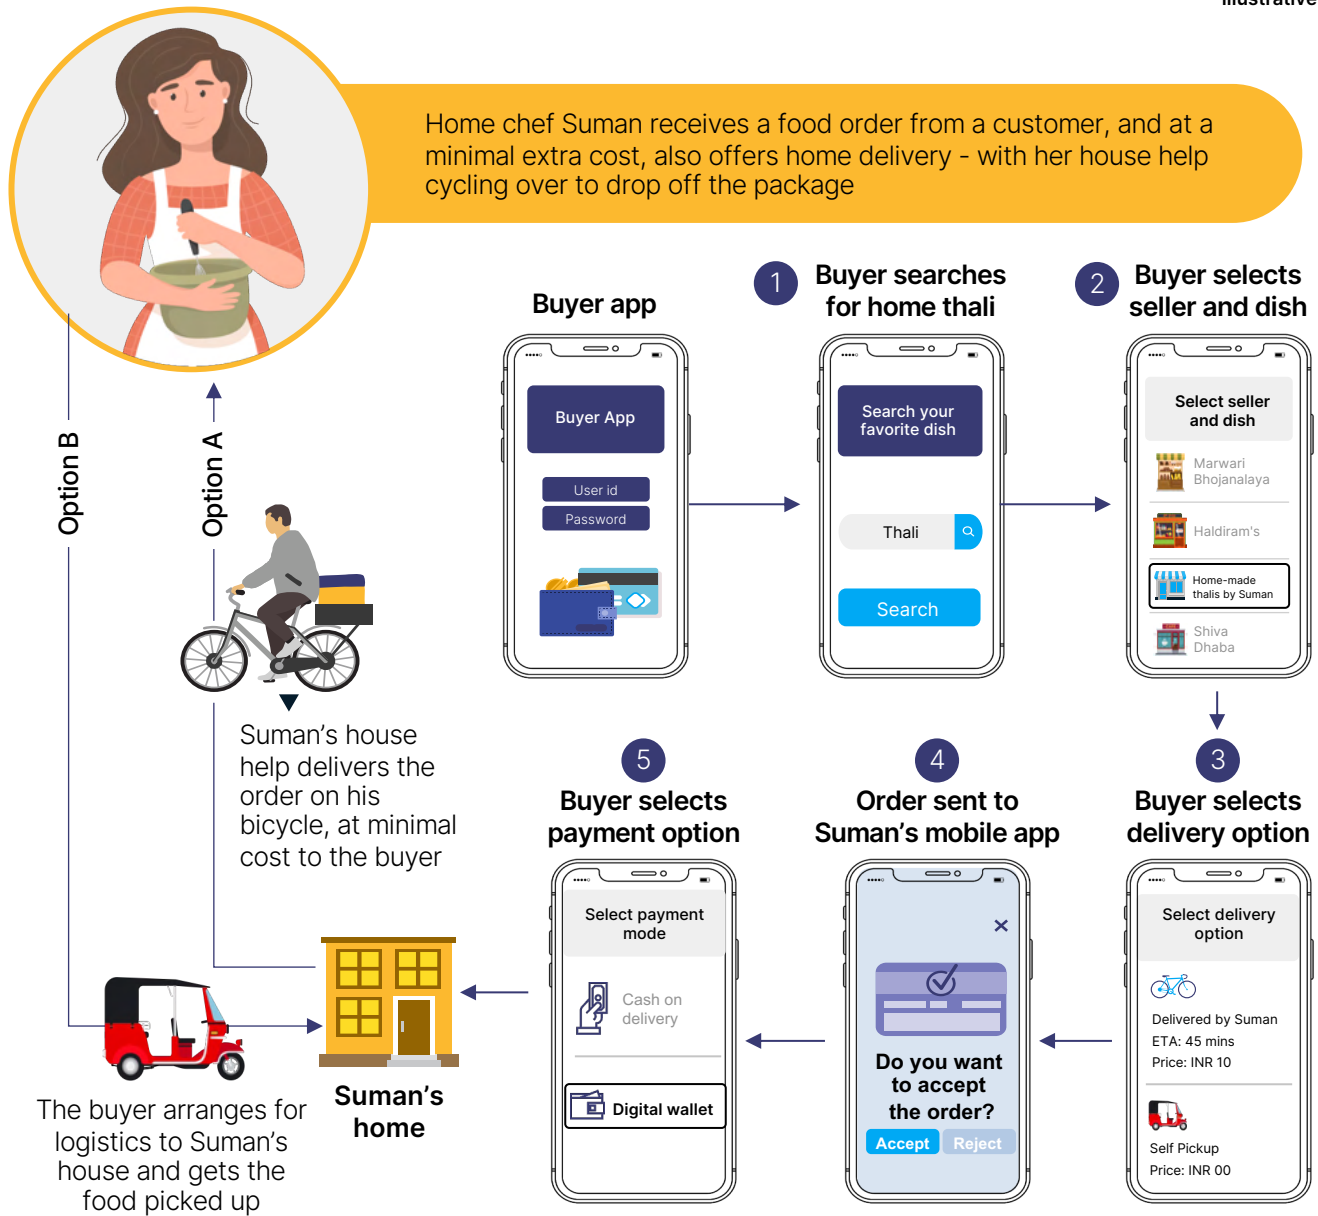 Illustrative
Home chef Suman receives a food order from a customer, and at a
minimal extra cost, also offers home delivery - with her house help
cycling over to drop off the package
Buyer app
Buyer App
User id
Password
1
Buyer searches
for home thali
Search your
favorite dish
Thali
Search
2
Buyer selects
seller and dish
Select seller
and dish
Marwari
Bhojanalaya
Haldiram's
Home-made
thalis by Suman
Shiva
Dhaba
3
Buyer selects
delivery option
Select delivery
option
Delivered by Suman
ETA: 45 mins
Price: INR 10
Self Pickup
Price: INR 00
4
Order sent to
Suman's mobile app
Do you want
to accept
the order?
Accept
Reject
5
Buyer selects
payment option
Select payment
mode
Cash on
delivery
Digital wallet
Option B
Option A
Suman's house
help delivers the
order on his
bicycle, at minimal
cost to the buyer
Suman's
home
The buyer arranges for
logistics to Suman's
house and gets the
food picked up